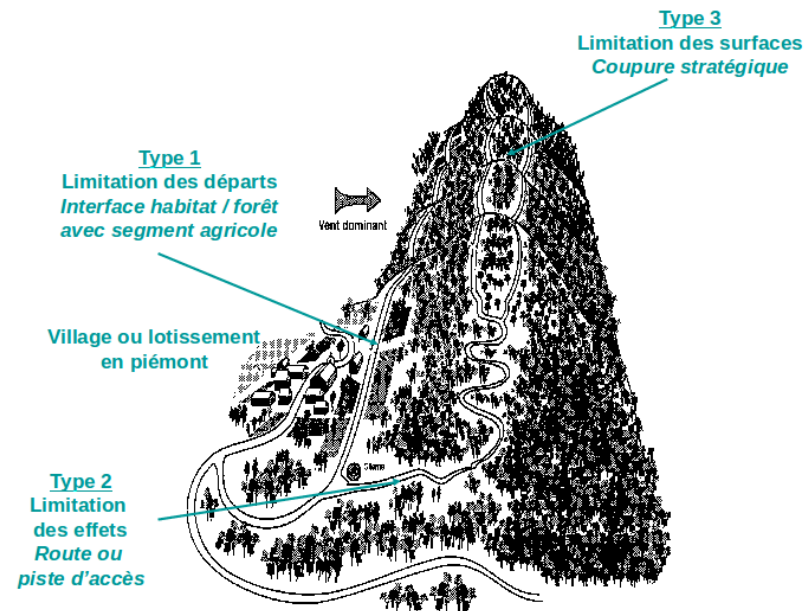 Type 3
Limitation des surfaces
Coupure stratégique
Type 1
Limitation des départs
Interface habitat / forêt
avec segment agricole
Vent dominant
Village ou lotissement
en piémont
Type 2
Limitation
des effets
Route ou
piste d'accès